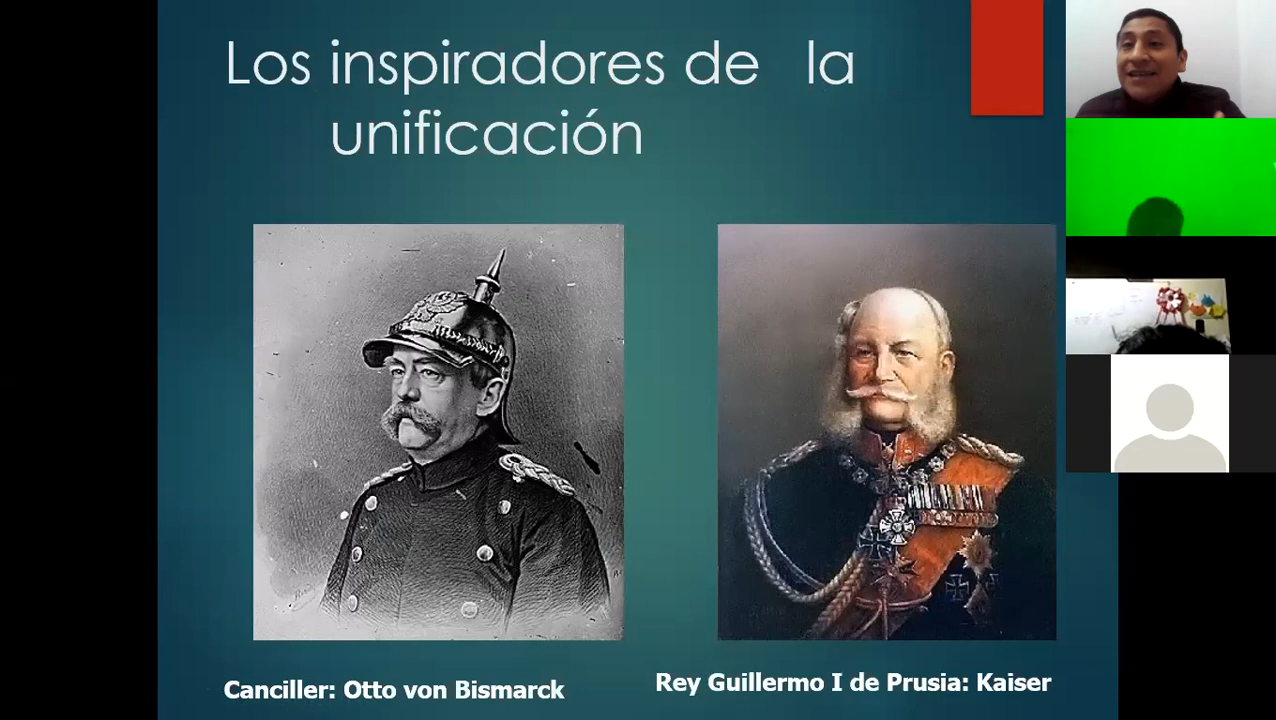 Los inspiradores de la
unificación
Canciller: Otto von Bismarck
Rey Guillermo I de Prusia: Kaiser